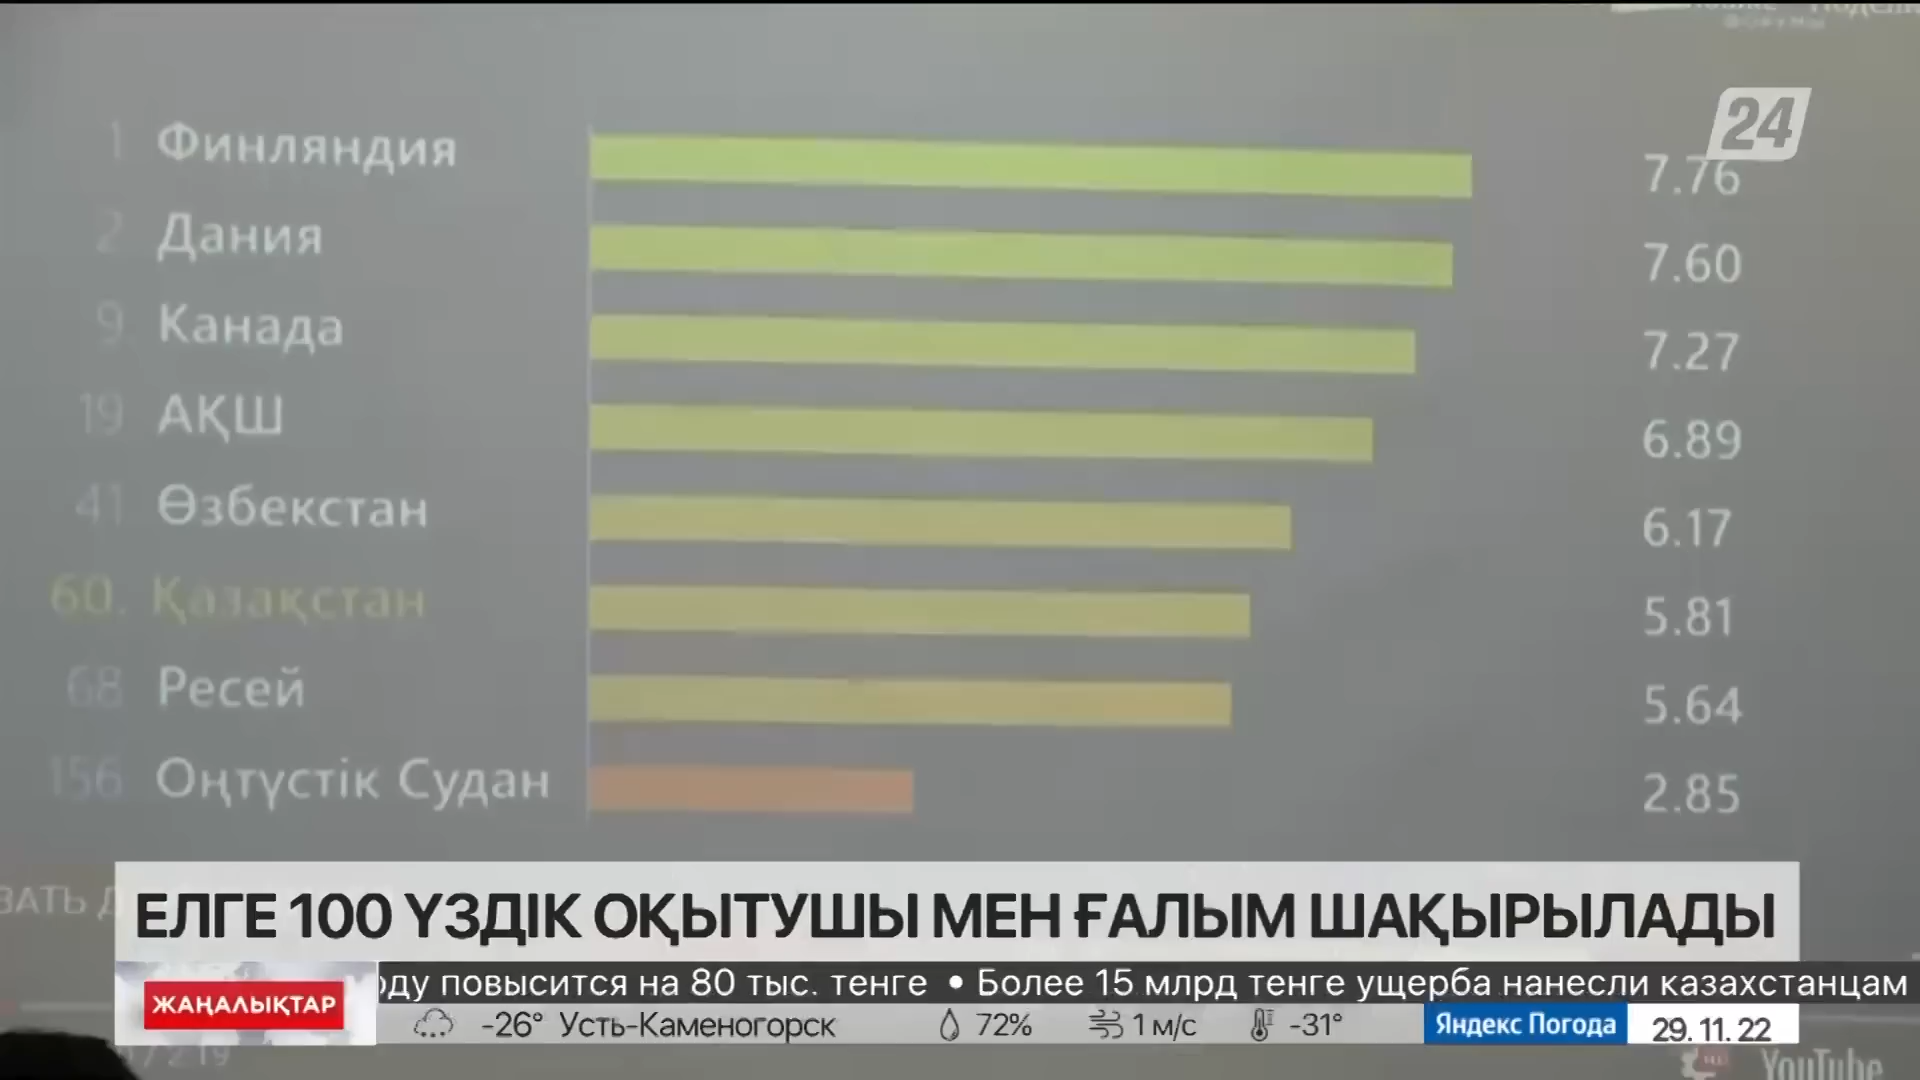 24
1 Финляндия 7.76
2 Дания 7.60
9. Канада 7.27
19 АҚШ 6.89
41 Өзбекстан 6.17
60. Қазақстан 5.81
68 Ресей 5.64
156 Оңтүстік Судан 2.85
ЕЛГЕ 100 ҮЗДІК ОҚЫТУШЫ МЕН ҒАЛЫМ ШАҚЫРЫЛАДЫ
ЖАҢАЛЫҚТАР
повысится на 80 тыс. тенге • Более 15 млрд тенге ущерба нанесли казахстанцам
-26° Усть-Каменогорск 72% 1 м/с -31° Яндекс Погода 29.11.22
YouTube